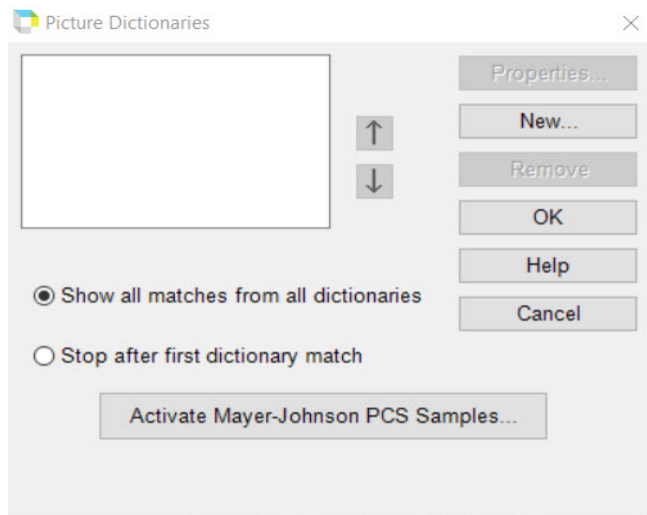 Picture Dictionaries
Properties...
New...
Remove
OK
Help
Cancel
Show all matches from all dictionaries
Stop after first dictionary match
Activate Mayer-Johnson PCS Samples...